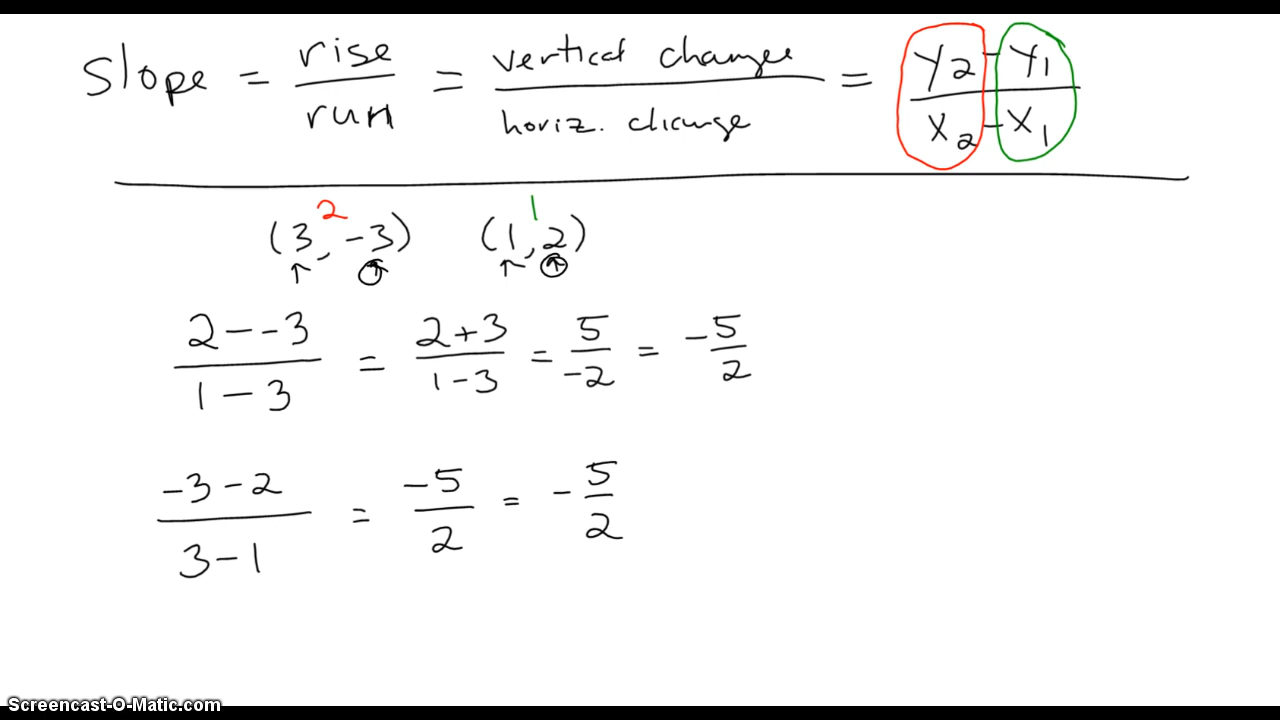 Slope = rise/run = vertical change/horiz. change = y₂ - y₁/x₂ - x₁
2 1
(3, -3) (1, 2)
↑ ↑ ↑ ↑
2 - -3/1 - 3 = 2 + 3/1 - 3 = 5/-2 = -5/2
-3 - 2/3 - 1 = -5/2 = -5/2
Screencast-O-Matic.com